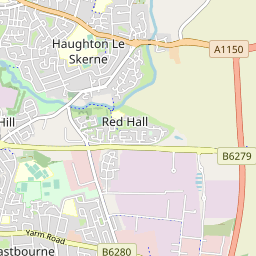 Haughton Le
Skerne
A1150
Hill
Red Hall
B6279
Yarm Road
astbourne
B6280